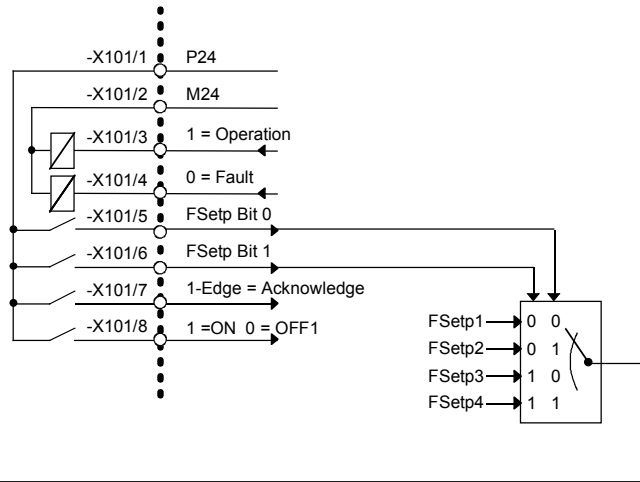 -X101/1 P24
-X101/2 M24
-X101/3 1 = Operation
-X101/4 0 = Fault
-X101/5 FSetp Bit 0
-X101/6 FSetp Bit 1
-X101/7 1-Edge = Acknowledge
-X101/8 1 =ON 0 = OFF1
FSetp1 0 0
FSetp2 0 1
FSetp3 1 0
FSetp4 1 1